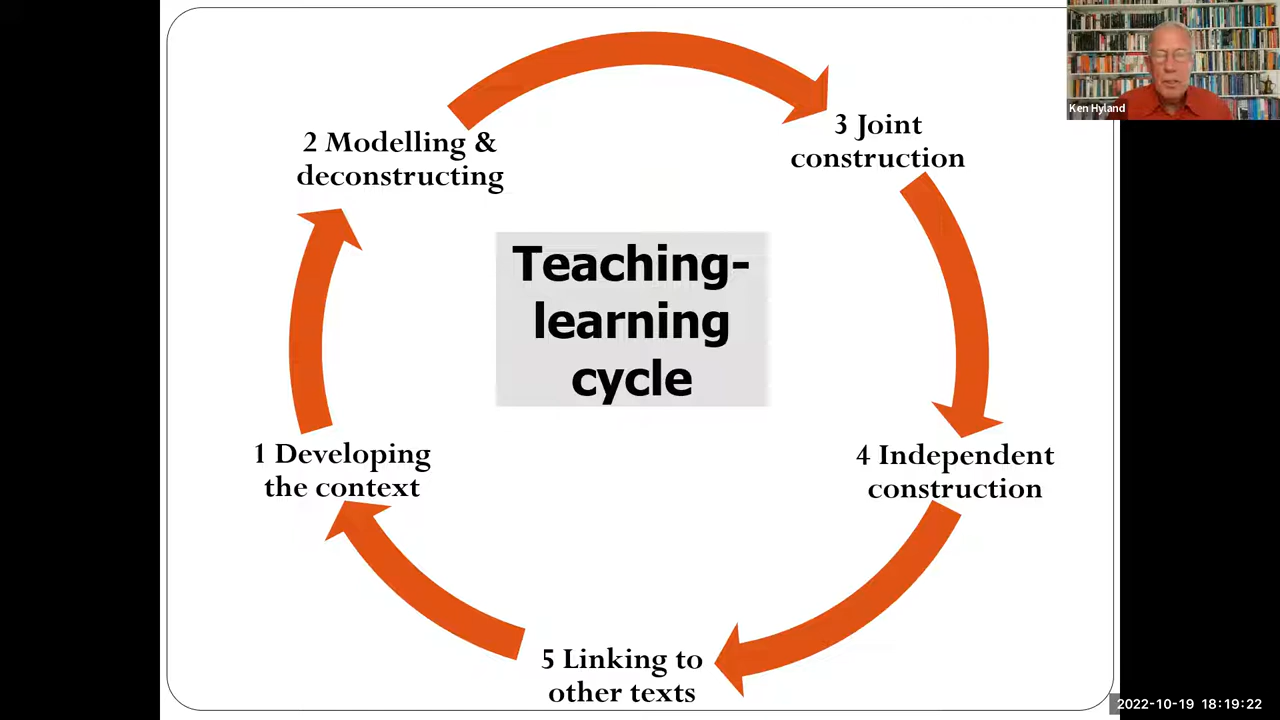 Ken Hyland
2 Modelling &
deconstructing
3 Joint
construction
Teaching-
learning
cycle
1 Developing
the context
4 Independent
construction
5 Linking to
other texts
2022-10-19 18:19:22